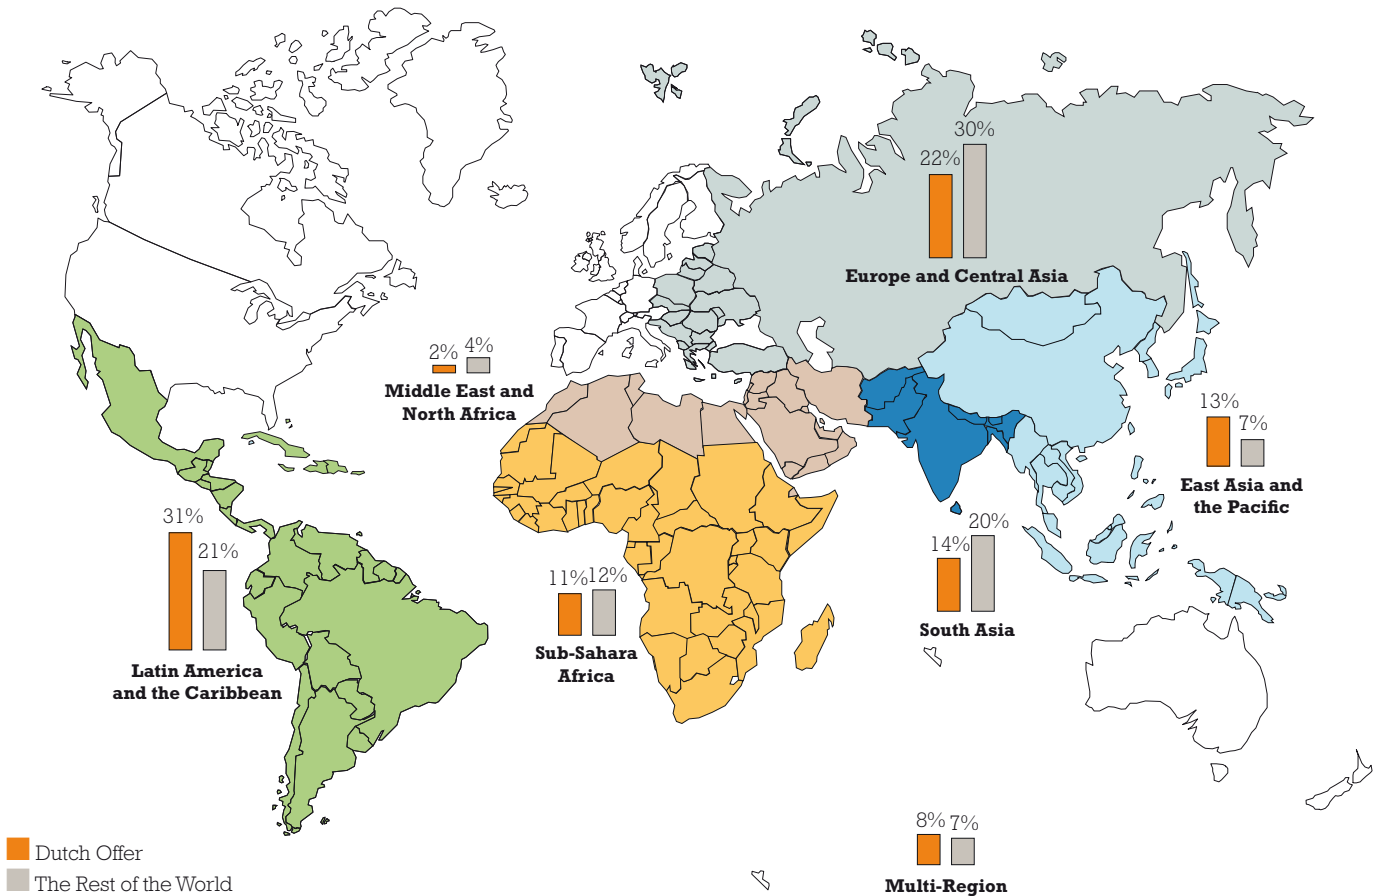 30%
22%
Europe and Central Asia
2% 4%
Middle East and
North Africa
13%
7%
East Asia and
the Pacific
31%
21%
Latin America
and the Caribbean
11% 12%
Sub-Sahara
Africa
20%
14%
South Asia
8% 7%
Multi-Region
Dutch Offer
The Rest of the World